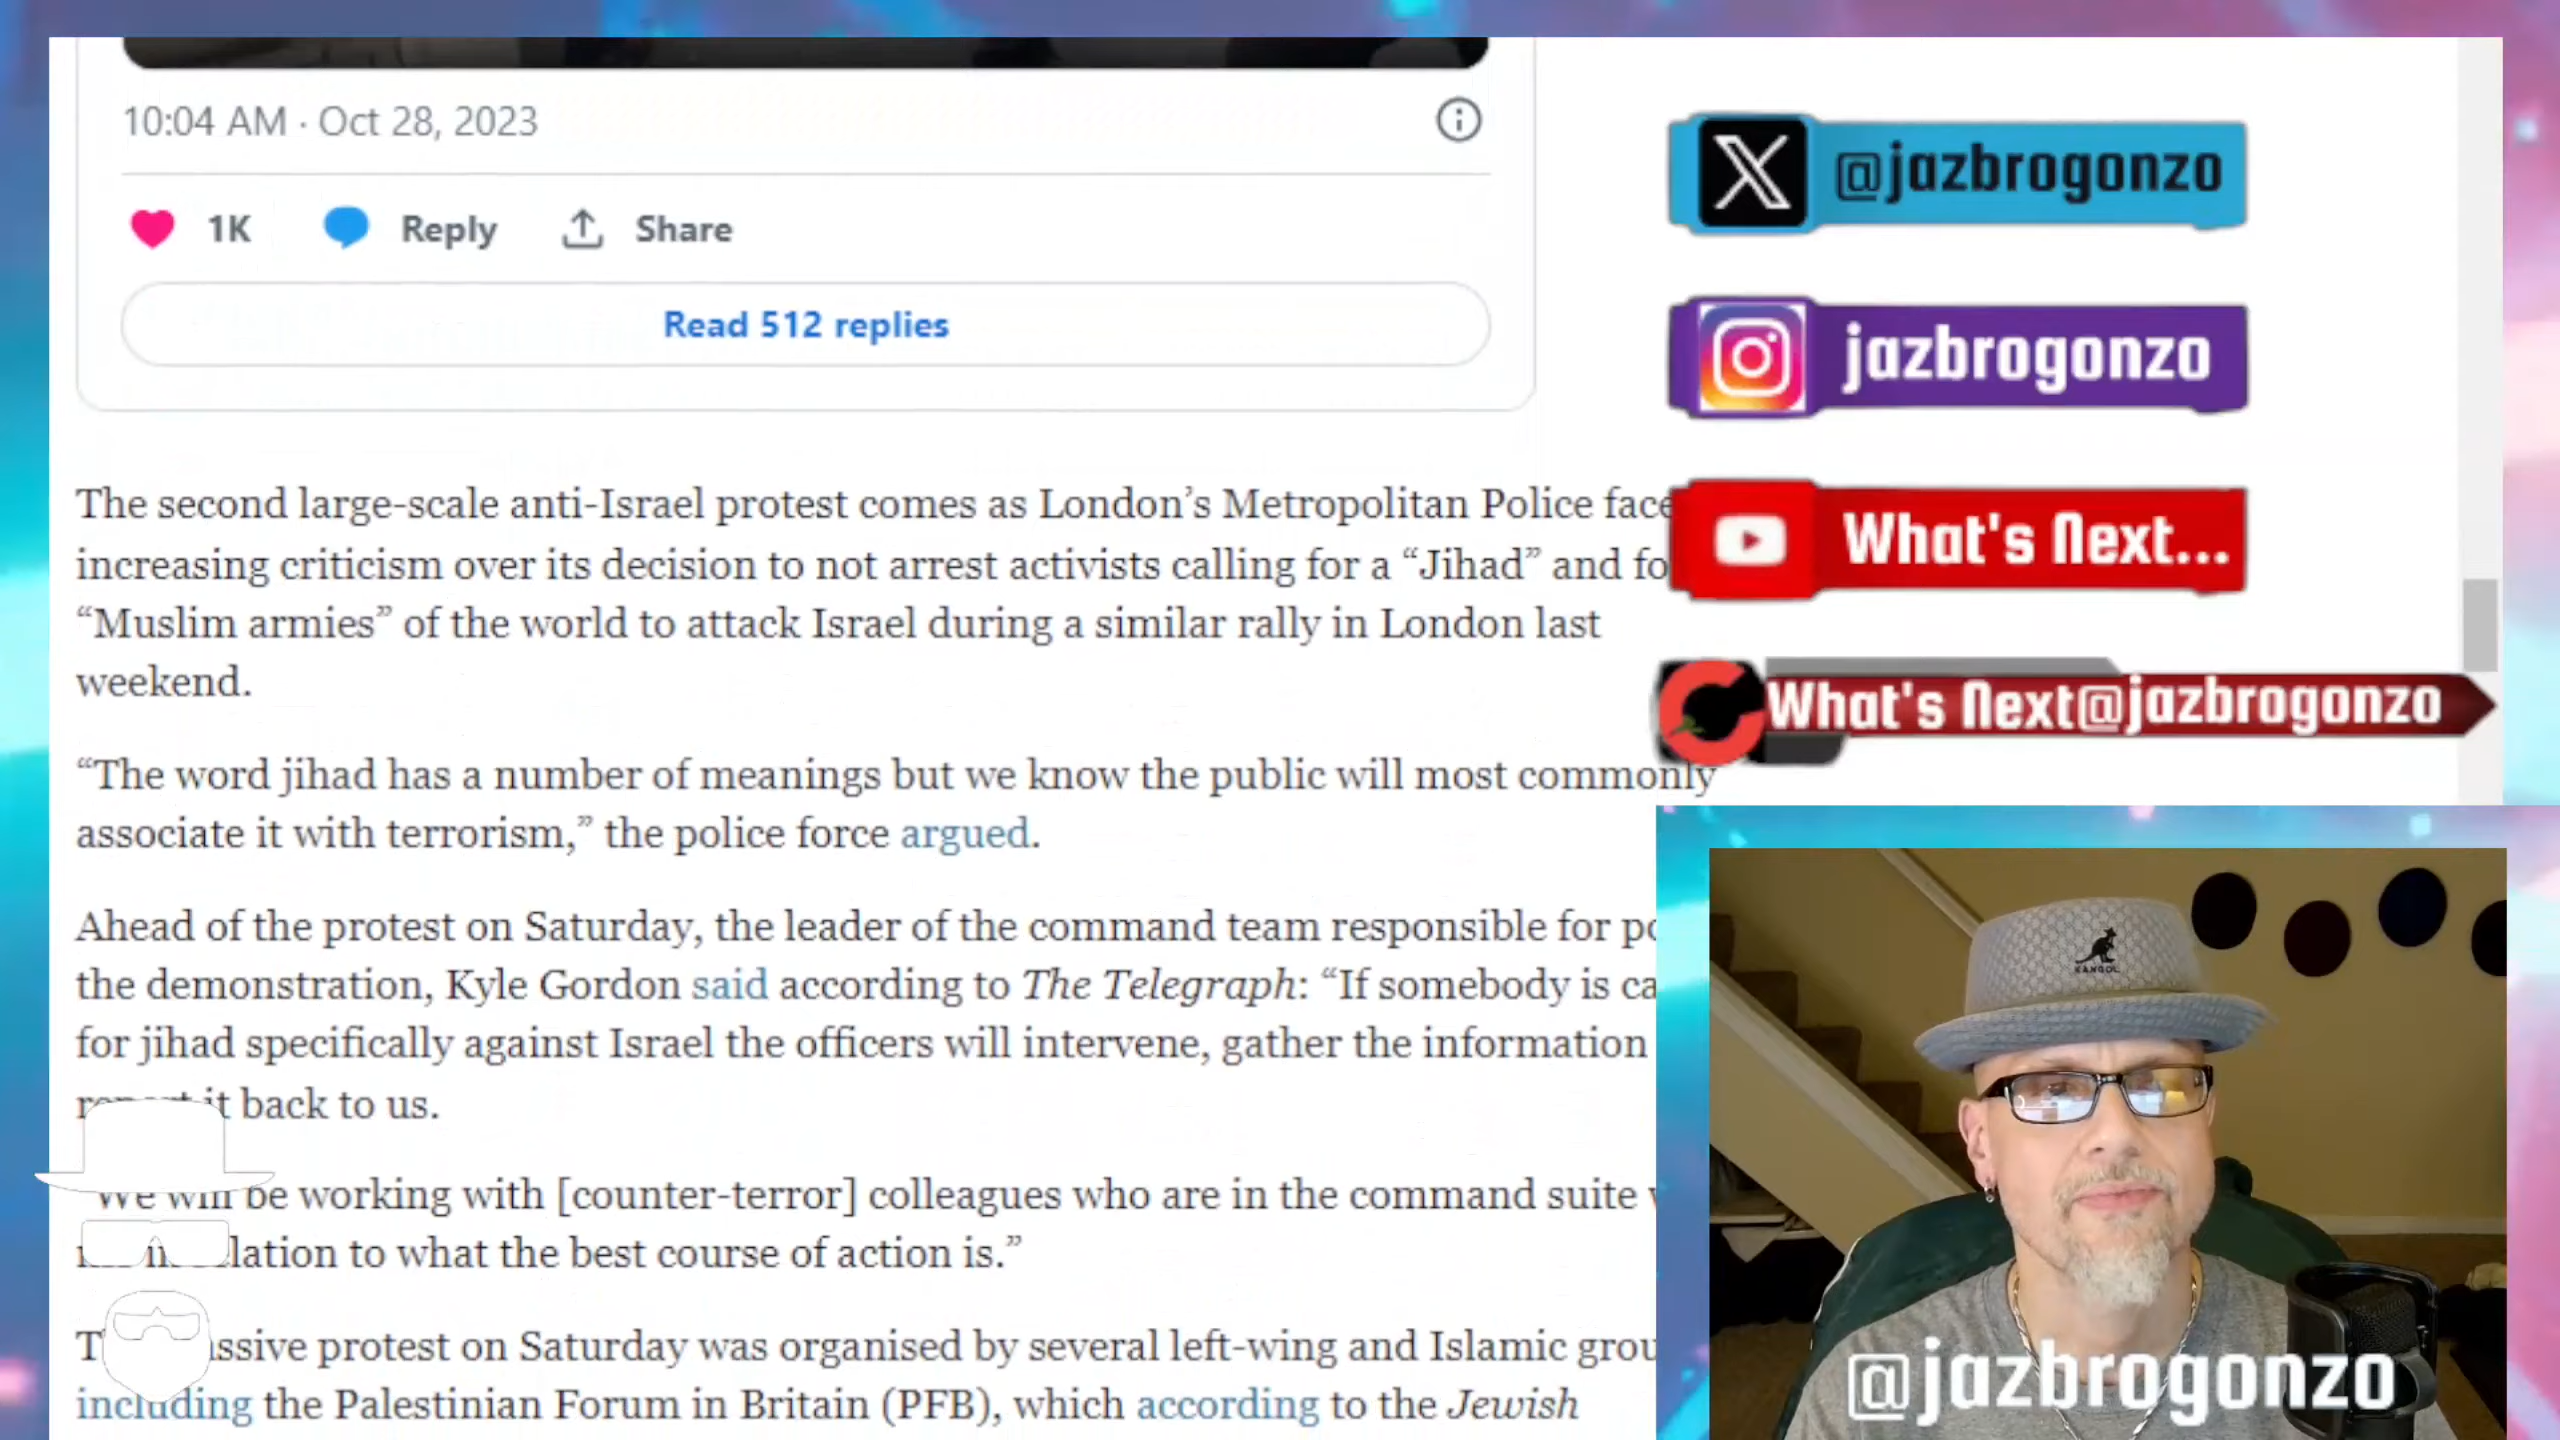 10:04 AM · Oct 28, 2023
1K Reply Share
Read 512 replies
@jazbrogonzo
jazbrogonzo
What's Next...
What's Next@jazbrogonzo
The second large-scale anti-Israel protest comes as London’s Metropolitan Police face
increasing criticism over its decision to not arrest activists calling for a “Jihad” and
“Muslim armies” of the world to attack Israel during a similar rally in London last
weekend.
“The word jihad has a number of meanings but we know the public will most commonly
associate it with terrorism,” the police force argued.
Ahead of the protest on Saturday, the leader of the command team responsible for
the demonstration, Kyle Gordon said according to The Telegraph: “If somebody is
for jihad specifically against Israel the officers will intervene, gather the information
it back to us.
We will be working with [counter-terror] colleagues who are in the command suite
to what the best course of action is.”
protest on Saturday was organised by several left-wing and Islamic
including the Palestinian Forum in Britain (PFB), which according to the Jewish
KANGOL
@jazbrogonzo